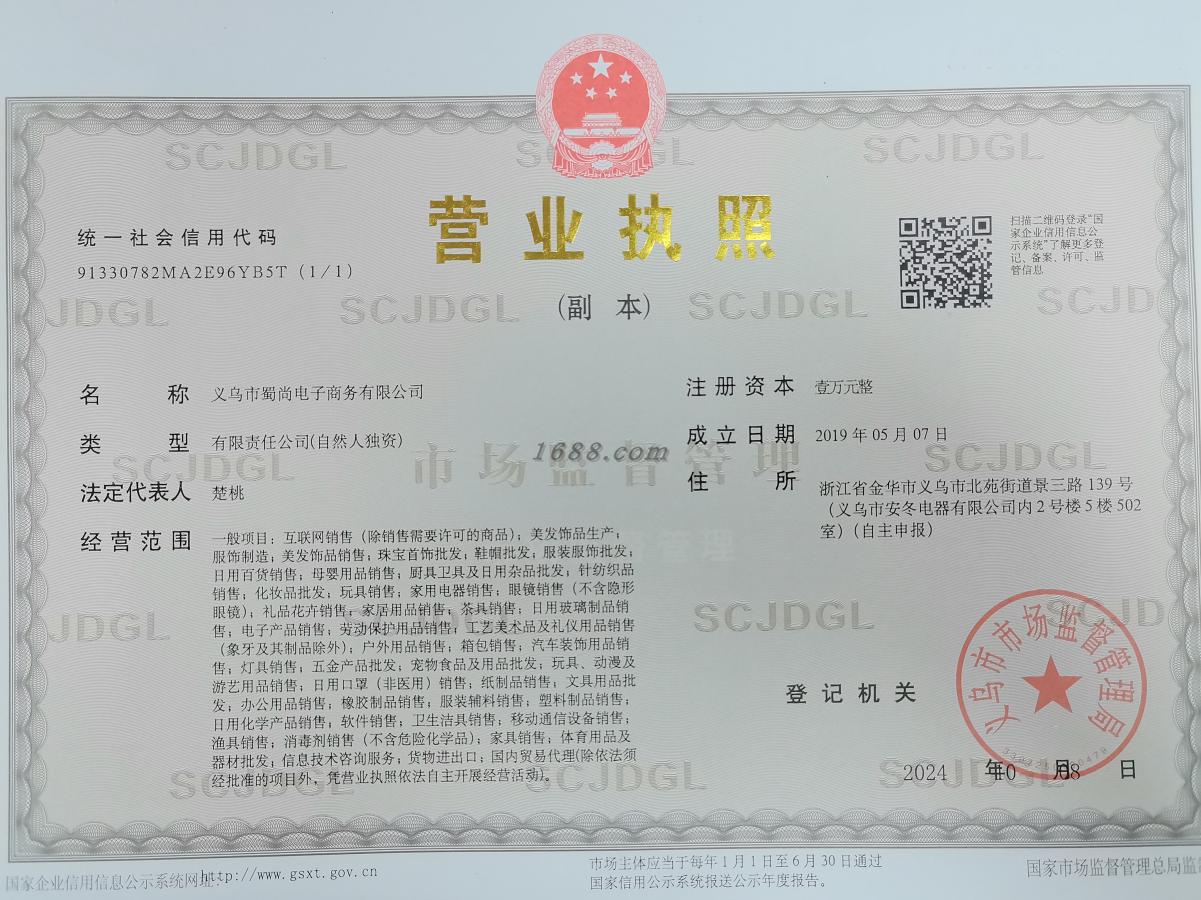 营业执照
(副 本)
统一社会信用代码
91330782MA2E96YB5T (1/1)
扫描二维码登录“国
家企业信用信息公
示系统”了解更多登
记、备案、许可、监
管信息
SCJDGL
SCJDGL
SCJDGL
JDGL
SCJDGL
SCJDGL
SCJD
名 称 义乌市蜀尚电子商务有限公司
类 型 有限责任公司(自然人独资)
法定代表人 楚桃
经营范围 一般项目：互联网销售（除销售需要许可的商品）；美发饰品生产；
服饰制造；美发饰品销售；珠宝首饰批发；鞋帽批发；服装服饰批发；
日用百货销售；母婴用品销售；厨具卫具及日用杂品批发；针纺织品
销售；化妆品批发；玩具销售；家用电器销售；眼镜销售（不含隐形
眼镜）；礼品花卉销售；家居用品销售；茶具销售；日用玻璃制品销
售；电子产品销售；劳动保护用品销售；工艺美术品及礼仪用品销售
（象牙及其制品除外）；户外用品销售；箱包销售；汽车装饰用品销
售；灯具销售；五金产品批发；宠物食品及用品批发；玩具、动漫及
游艺用品销售；日用口罩（非医用）销售；纸制品销售；文具用品批
发；办公用品销售；橡胶制品销售；服装辅料销售；塑料制品销售；
日用化学产品销售；软件销售；卫生洁具销售；移动通信设备销售；
渔具销售；消毒剂销售（不含危险化学品）；家具销售；体育用品及
器材批发；信息技术咨询服务；货物进出口；国内贸易代理(除依法须
经批准的项目外，凭营业执照依法自主开展经营活动)。
注册资本 壹万元整
成立日期 2019年05月07日
住 所 浙江省金华市义乌市北苑街道景三路139号
（义乌市安冬电器有限公司内2号楼5楼502
室）（自主申报）
市场监督管理
1688.com
SCJDGL
SCJDGL
JDGL
SCJDGL
SCJDGL
SCJDGL
登记机关
义乌市市场监督管理局
2024 年10 月08 日
国家企业信用信息公示系统网址：http://www.gsxt.gov.cn
市场主体应当于每年1月1日至6月30日通过
国家信用公示系统报送公示年度报告。
国家市场监督管理总局监